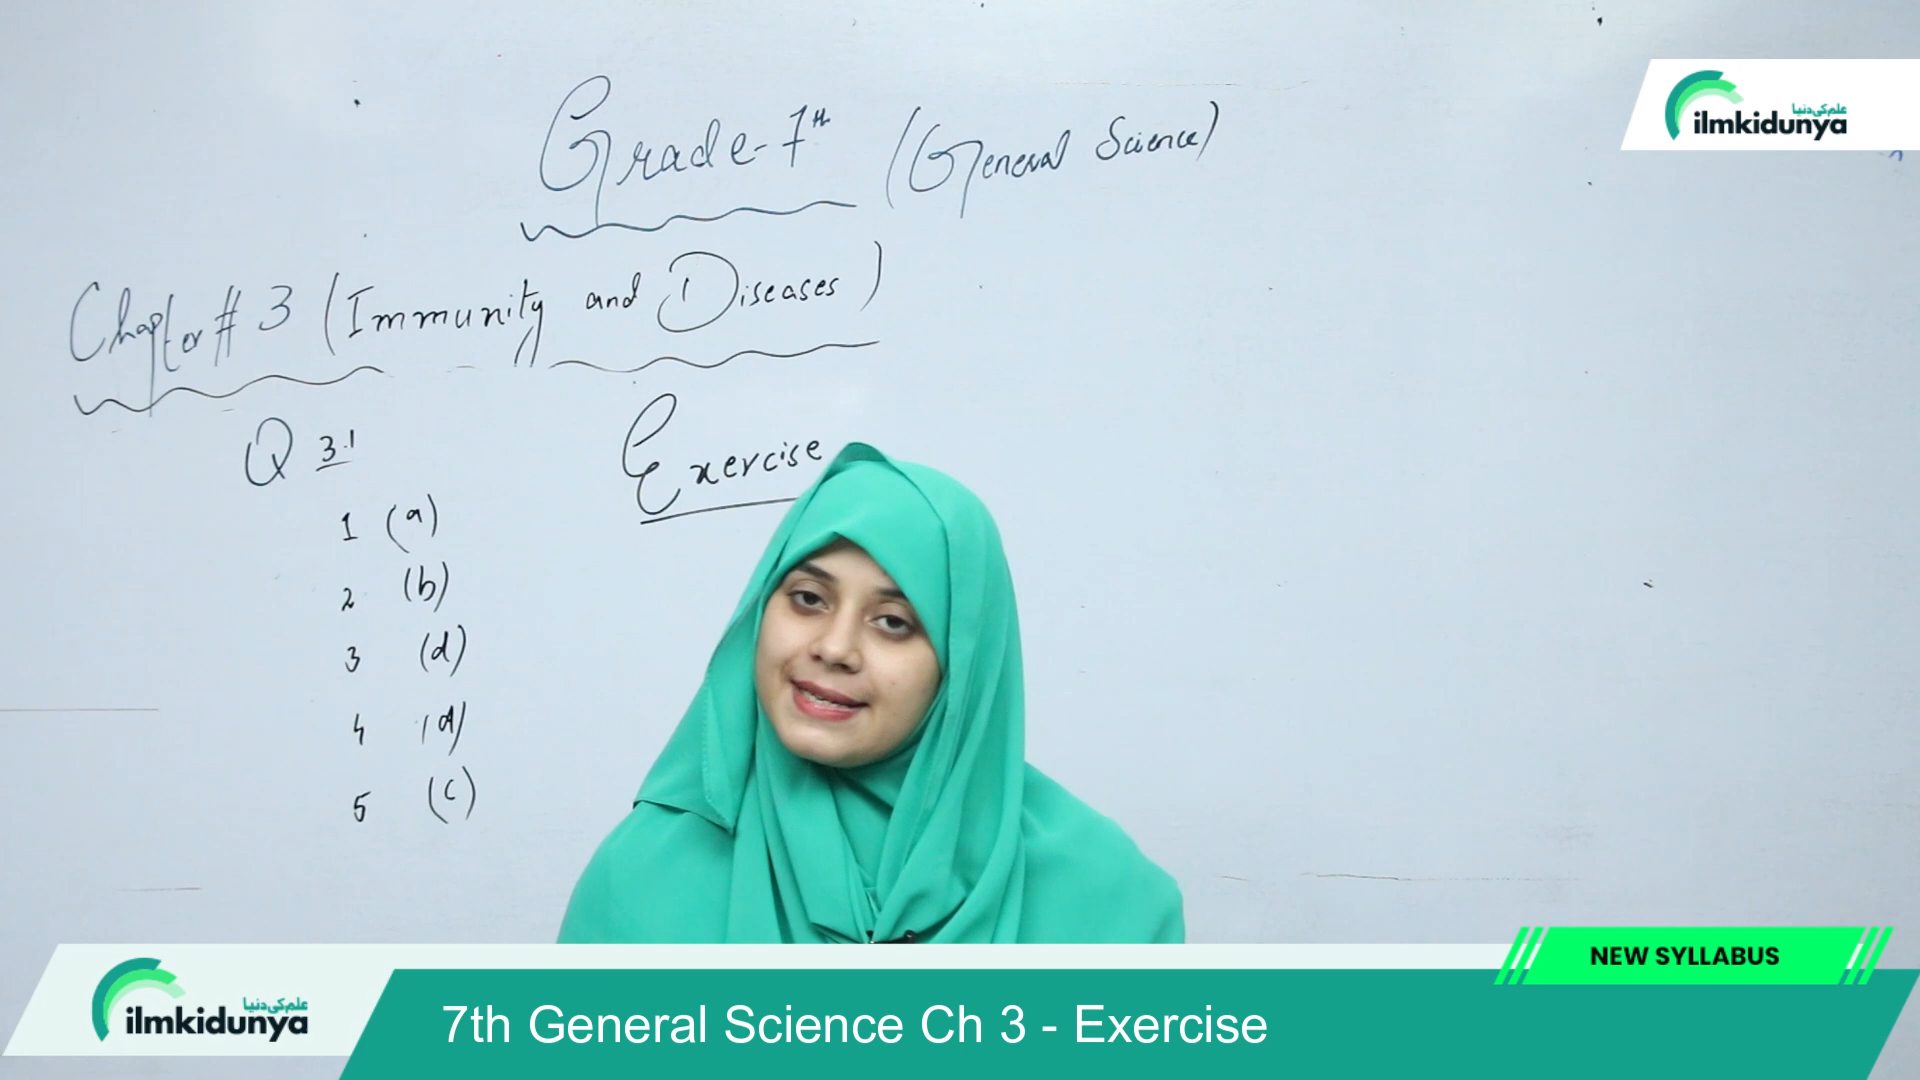 Grade-7th (General Science)
علم کی دنیا
ilmkidunya
Chapter # 3 (Immunity and Diseases)
Exercise
Q 3.1
1 (a)
2 (b)
3 (d)
4 (d)
5 (c)
NEW SYLLABUS
علم کی دنیا
ilmkidunya
7th General Science Ch 3 - Exercise